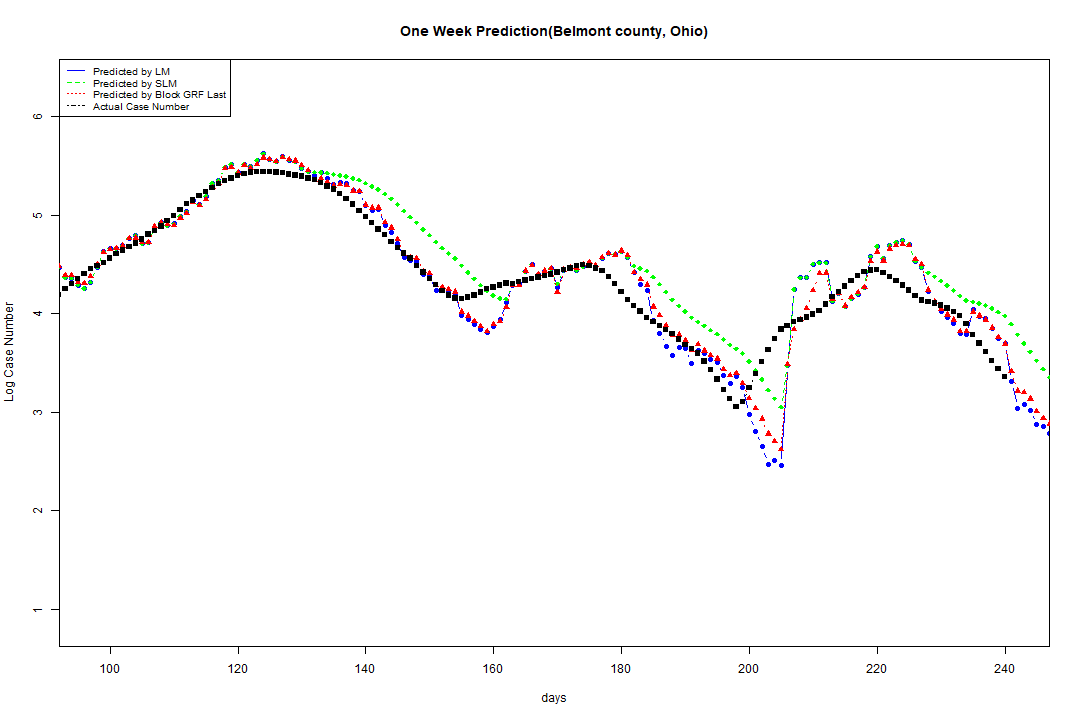 One Week Prediction(Belmont county, Ohio)
Predicted by LM
Predicted by SLM
Predicted by Block GRF Last
Actual Case Number
6
5
4
3
2
1
Log Case Number
100 120 140 160 180 200 220 240
days